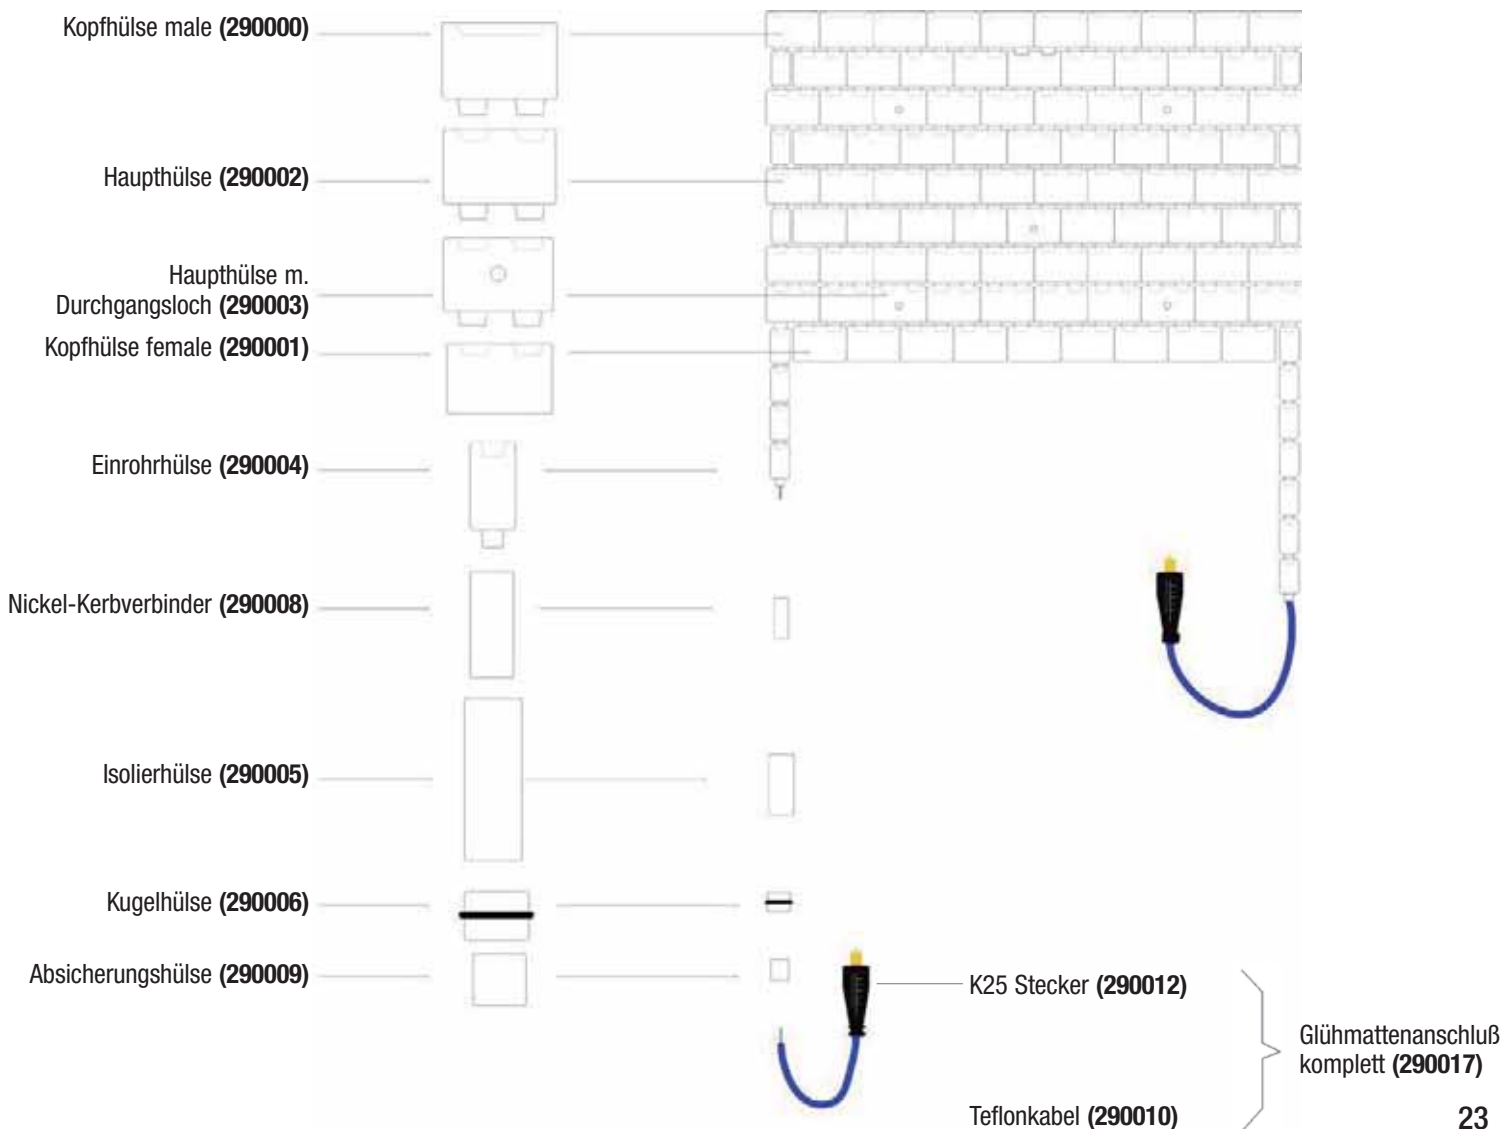 Kopfhülse male (290000)
Haupthülse (290002)
Haupthülse m.
Durchgangsloch (290003)
Kopfhülse female (290001)
Einrohrhülse (290004)
Nickel-Kerbverbinder (290008)
Isolierhülse (290005)
Kugelhülse (290006)
Absicherungshülse (290009)
K25 Stecker (290012)
Glühmattenanschluß
komplett (290017)
Teflonkabel (290010)
23